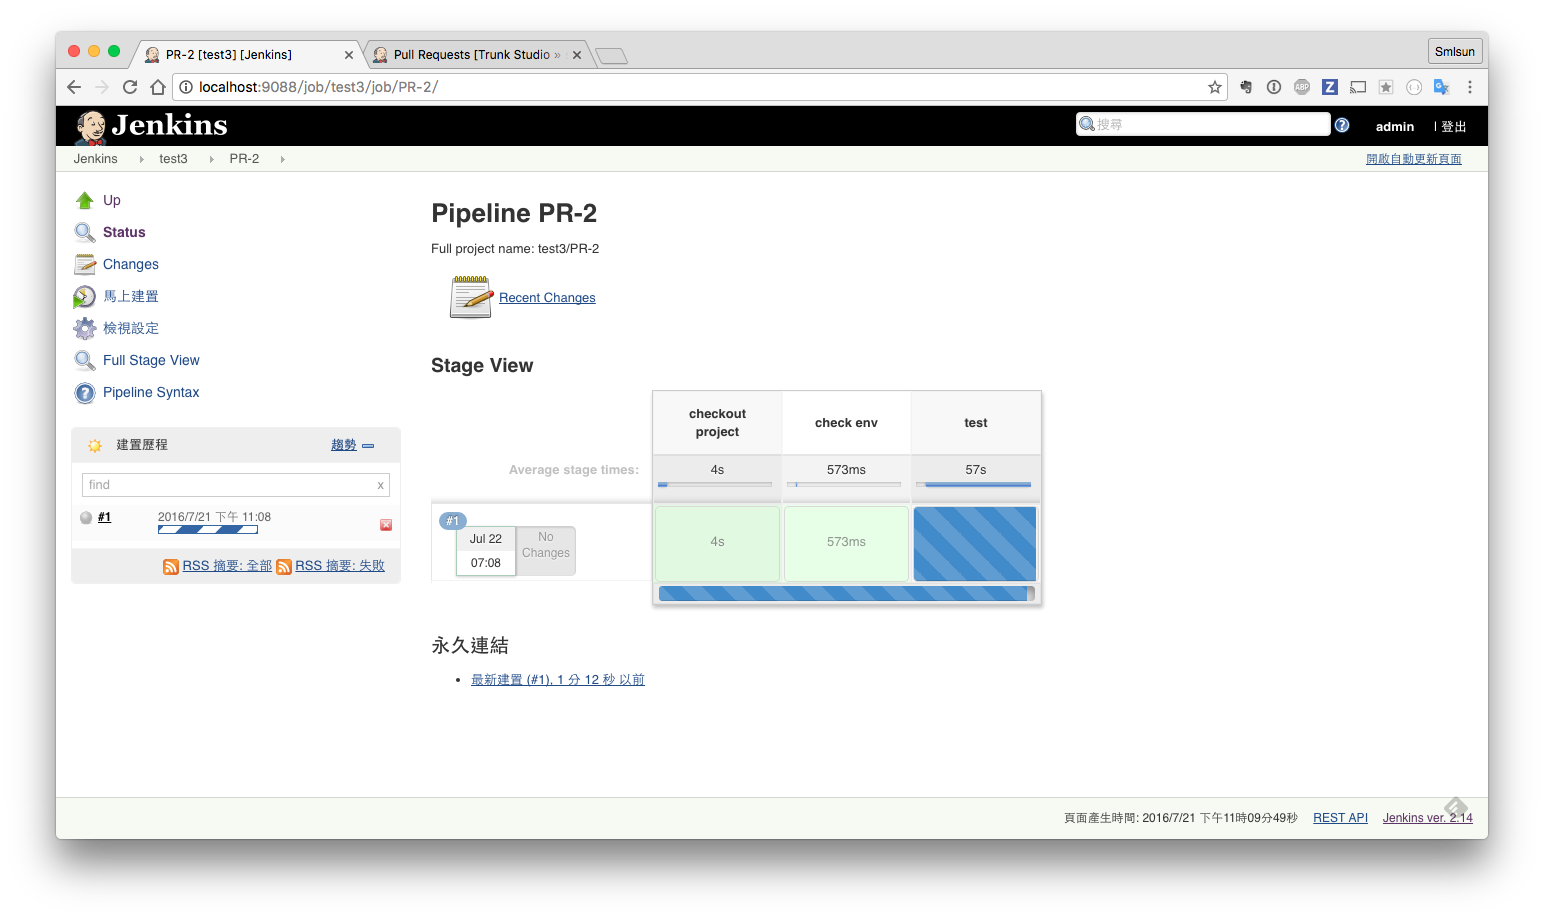 PR-2 [test3] [Jenkins]
Pull Requests [Trunk Studio »
Smlsun
localhost:9088/job/test3/job/PR-2/
ABP
Z
Jenkins
搜尋
admin
| 登出
Jenkins
test3
PR-2
開啟自動更新頁面
Up
Status
Changes
馬上建置
檢視設定
Full Stage View
Pipeline Syntax
建置歷程
趨勢
find
x
#1
2016/7/21 下午 11:08
RSS 摘要: 全部
RSS 摘要: 失敗
Pipeline PR-2
Full project name: test3/PR-2
Recent Changes
Stage View
checkout
project
check env
test
Average stage times:
4s
573ms
57s
#1
Jul 22
07:08
No
Changes
4s
573ms
永久連結
最新建置 (#1), 1 分 12 秒 以前
頁面產生時間: 2016/7/21 下午11時09分49秒
REST API
Jenkins ver. 2.14